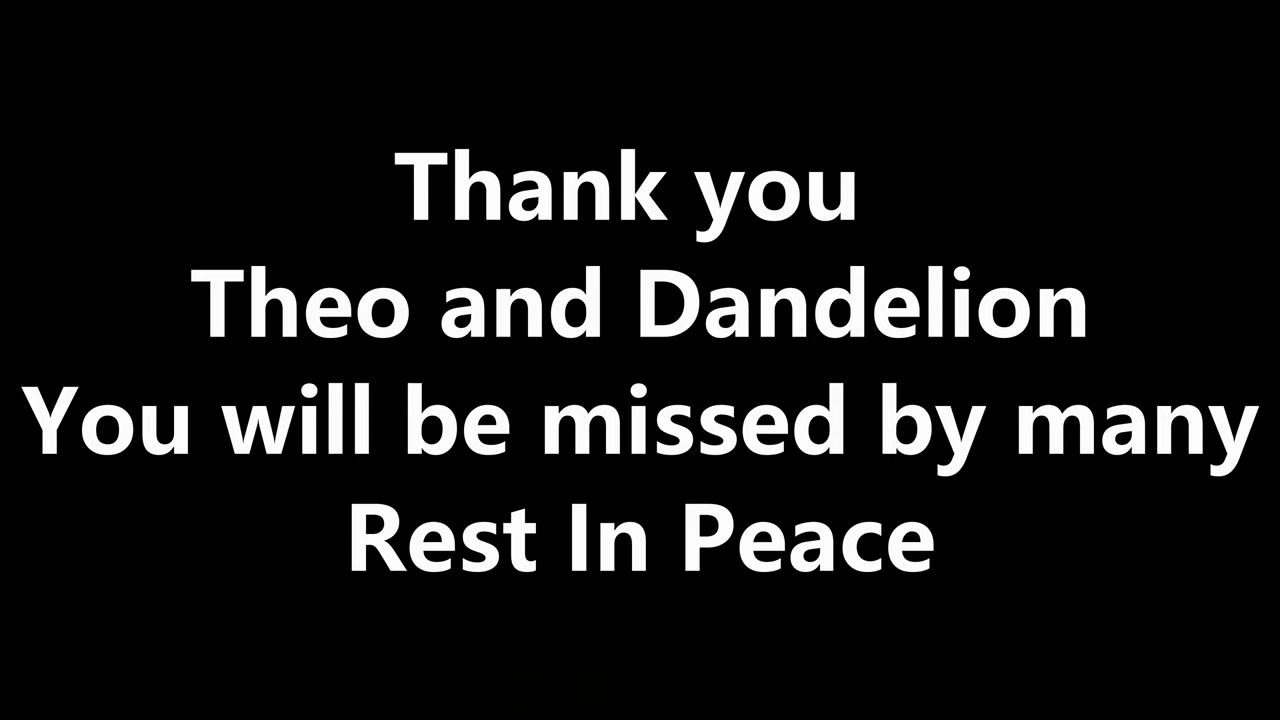 Thank you
Theo and Dandelion
You will be missed by many
Rest In Peace